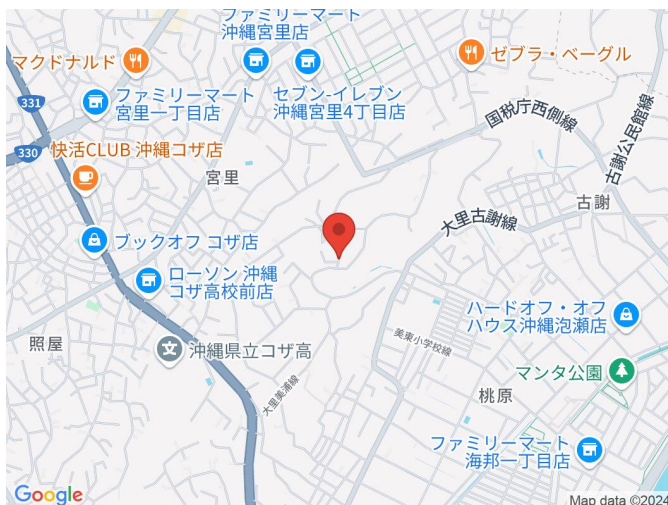 ファミリーマート
沖縄宮里店
マクドナルド
ゼブラ・ベーグル
331
ファミリーマート
宮里一丁目店
セブン-イレブン
沖縄宮里4丁目店
国税庁西側線
古謝公民館線
330
快活CLUB 沖縄コザ店
宮里
古謝
大里古謝線
ブックオフ コザ店
ローソン 沖縄
コザ高校前店
ハードオフ・オフ
ハウス沖縄泡瀬店
照屋
沖縄県立コザ高
美東小学校線
マンタ公園
大里美浦線
桃原
ファミリーマート
海邦一丁目店
Google
Map data ©2024